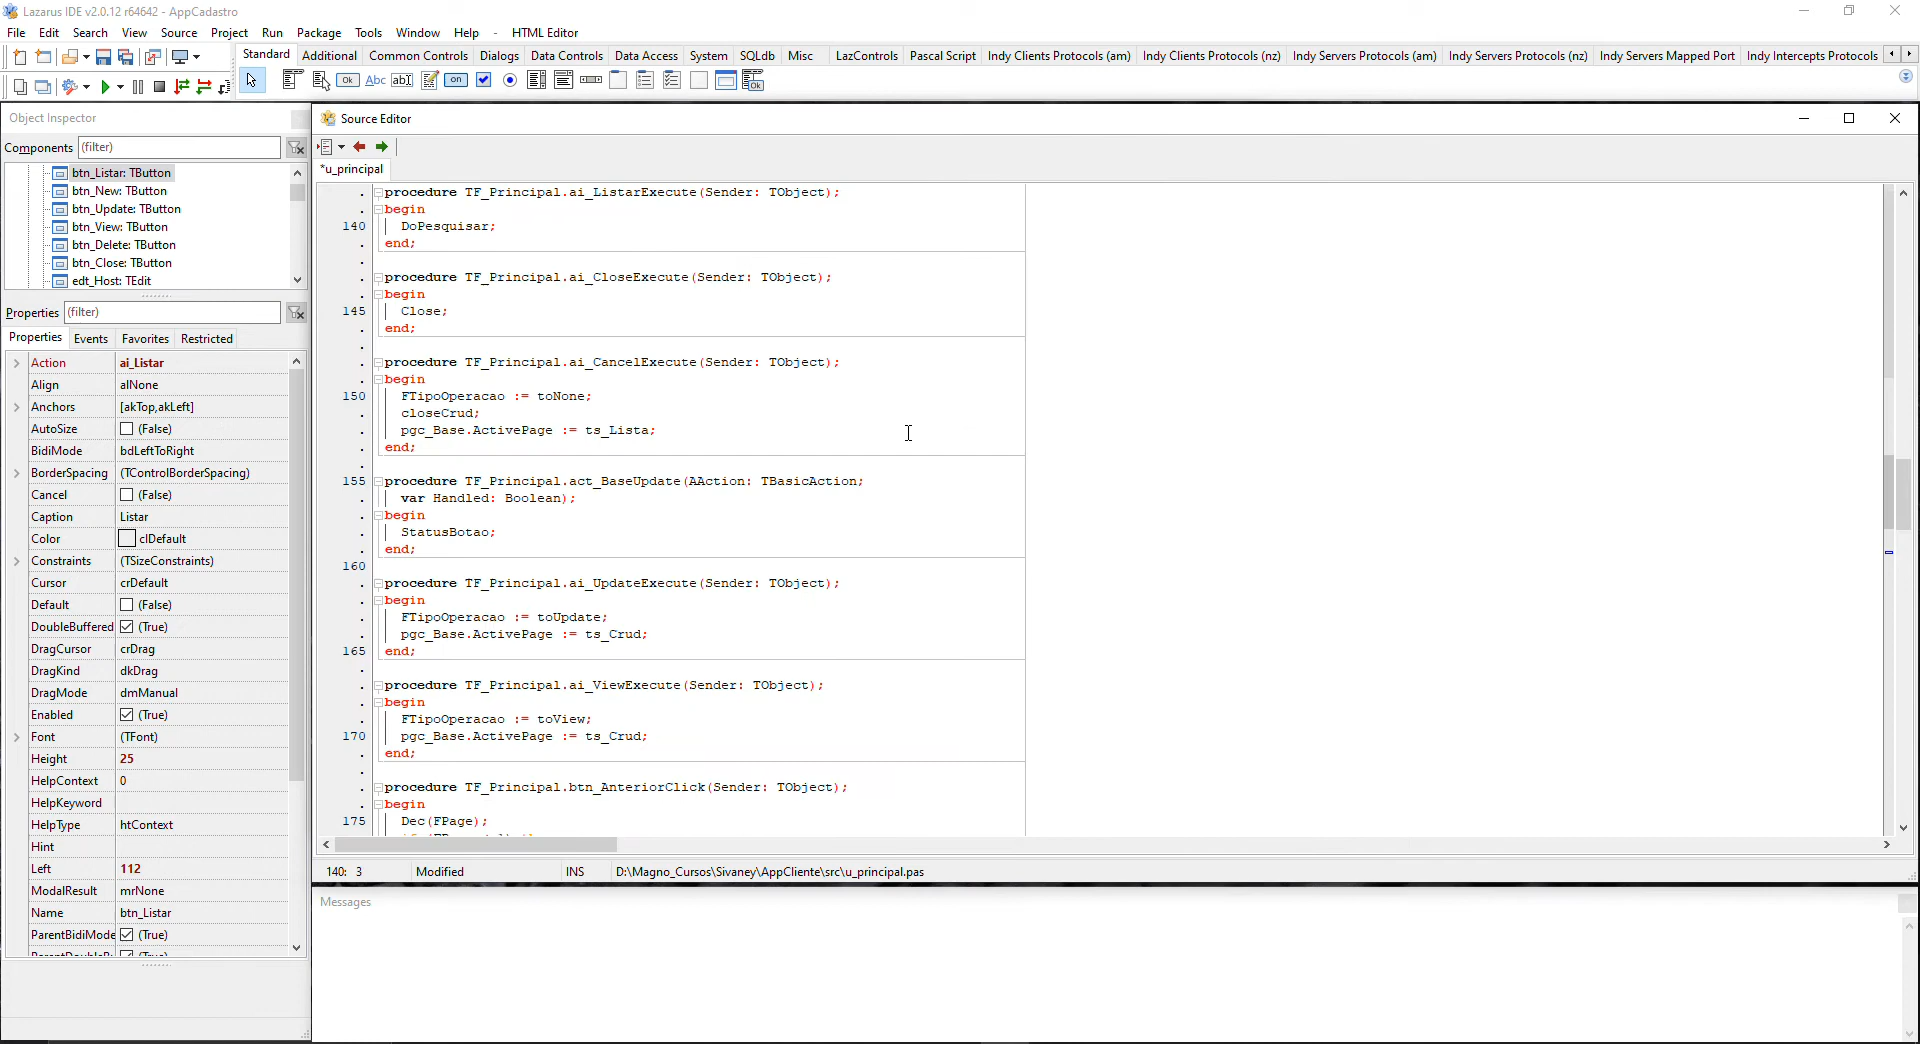 Lazarus IDE v2.0.12 r64642 - AppCadastro
File Edit Search View Source Project Run Package Tools Window Help - HTML Editor
Standard Additional Common Controls Dialogs Data Controls Data Access System SQLdb Misc LazControls Pascal Script Indy Clients Protocols (am) Indy Clients Protocols (nz) Indy Servers Protocols (am) Indy Servers Protocols (nz) Indy Servers Mapped Port Indy Intercepts Protocols
Ok Abc abI on Ok
Object Inspector
Components (filter)
btn_Listar: TButton
btn_New: TButton
btn_Update: TButton
btn_View: TButton
btn_Delete: TButton
btn_Close: TButton
edt_Host: TEdit
Properties (filter)
Properties Events Favorites Restricted
Action ai_Listar
Align alNone
Anchors [akTop,akLeft]
AutoSize (False)
BidiMode bdLeftToRight
BorderSpacing (TControlBorderSpacing)
Cancel (False)
Caption Listar
Color clDefault
Constraints (TSizeConstraints)
Cursor crDefault
Default (False)
DoubleBuffered (True)
DragCursor crDrag
DragKind dkDrag
DragMode dmManual
Enabled (True)
Font (TFont)
Height 25
HelpContext 0
HelpKeyword
HelpType htContext
Hint
Left 112
ModalResult mrNone
Name btn_Listar
ParentBidiMode (True)
Source Editor
*u_principal
procedure TF_Principal.ai_ListarExecute(Sender: TObject);
begin
140 DoPesquisar;
end;
procedure TF_Principal.ai_CloseExecute(Sender: TObject);
begin
145 Close;
end;
procedure TF_Principal.ai_CancelExecute(Sender: TObject);
begin
150 FTipoOperacao := toNone;
closeCrud;
pgc_Base.ActivePage := ts_Lista;
end;
155 procedure TF_Principal.act_BaseUpdate(AAction: TBasicAction;
var Handled: Boolean);
begin
StatusBotao;
end;
160
procedure TF_Principal.ai_UpdateExecute(Sender: TObject);
begin
FTipoOperacao := toUpdate;
pgc_Base.ActivePage := ts_Crud;
165 end;
procedure TF_Principal.ai_ViewExecute(Sender: TObject);
begin
FTipoOperacao := toView;
170 pgc_Base.ActivePage := ts_Crud;
end;
procedure TF_Principal.btn_AnteriorClick(Sender: TObject);
begin
175 Dec(FPage);
140: 3 Modified INS D:\Magno_Cursos\Sivaney\AppCliente\src\u_principal.pas
Messages